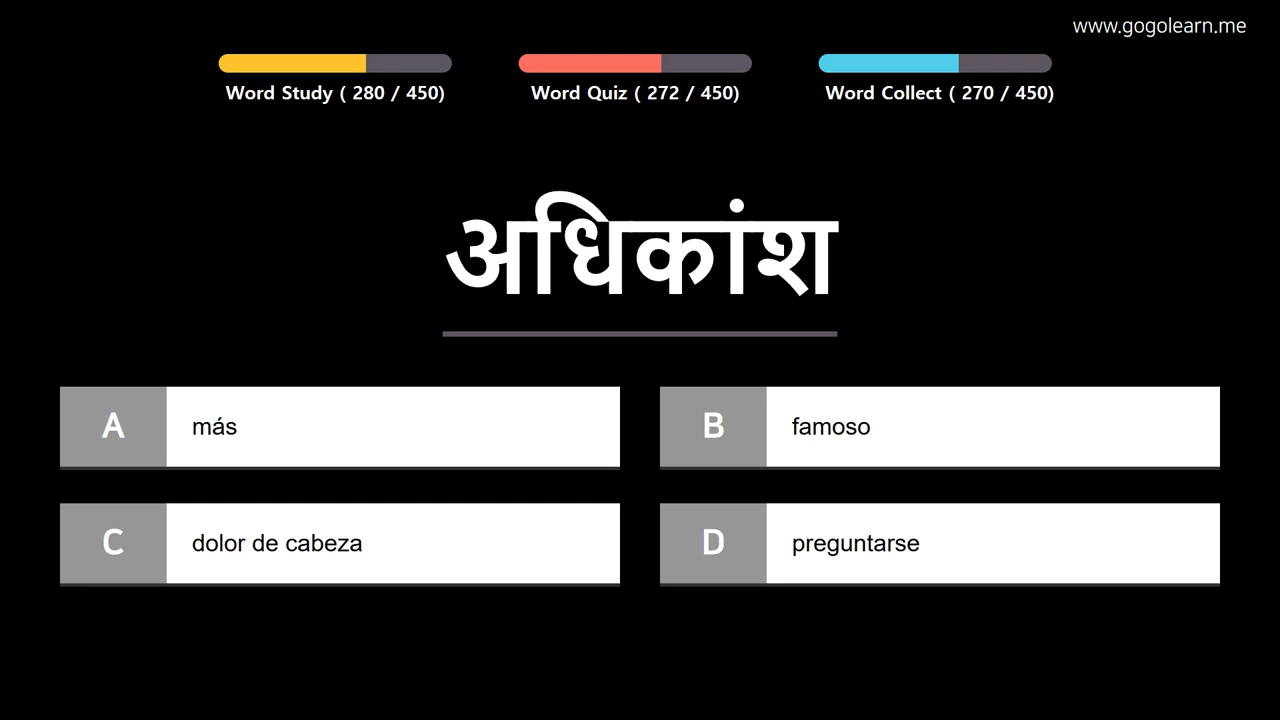 www.gogolearn.me
Word Study ( 280 / 450)
Word Quiz ( 272 / 450)
Word Collect ( 270 / 450)
अधिकांश
A
más
B
famoso
C
dolor de cabeza
D
preguntarse